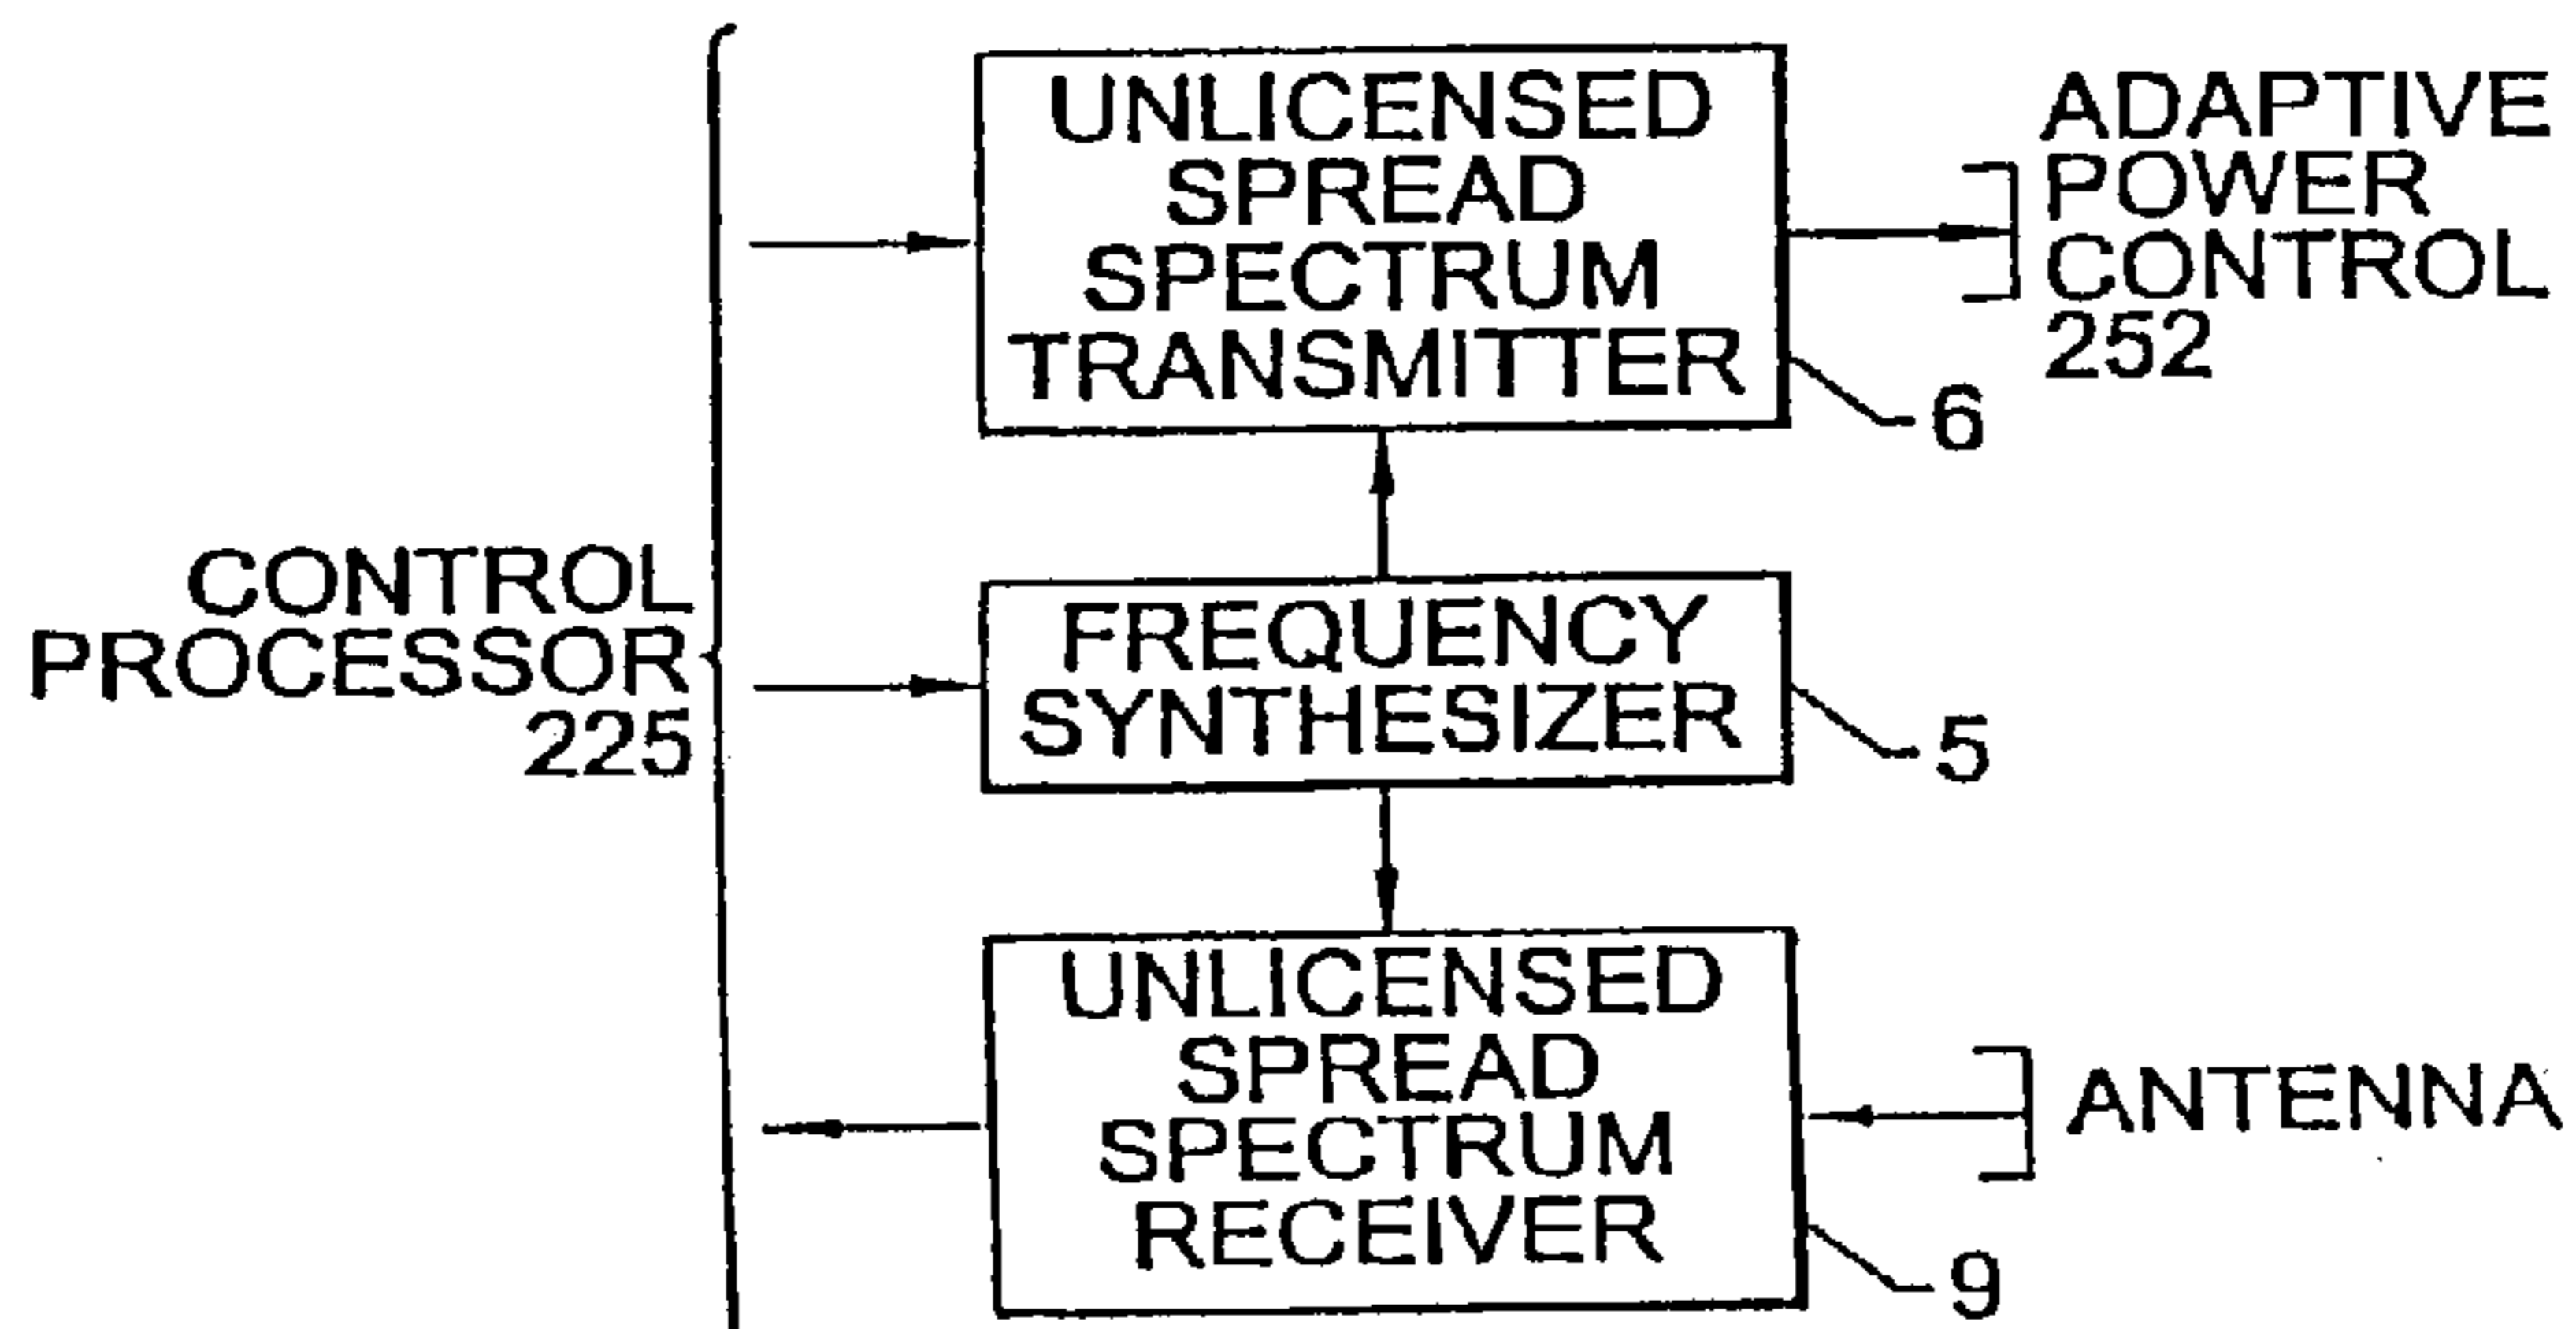 UNLICENSED
SPREAD
SPECTRUM
TRANSMITTER
ADAPTIVE
POWER
CONTROL
252
6
CONTROL
PROCESSOR
225
FREQUENCY
SYNTHESIZER
5
UNLICENSED
SPREAD
SPECTRUM
RECEIVER
ANTENNA
9